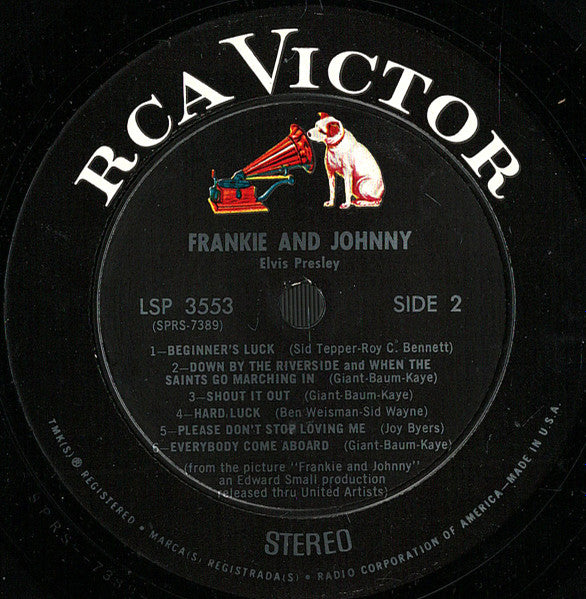 RCA VICTOR
FRANKIE AND JOHNNY
Elvis Presley
LSP 3553
(SPRS-7389)
SIDE 2
1—BEGINNER'S LUCK (Sid Tepper-Roy C. Bennett)
2—DOWN BY THE RIVERSIDE and WHEN THE
SAINTS GO MARCHING IN (Giant-Baum-Kaye)
3—SHOUT IT OUT (Giant-Baum-Kaye)
4—HARD LUCK (Ben Weisman-Sid Wayne)
5—PLEASE DON'T STOP LOVING ME (Joy Byers)
6—EVERYBODY COME ABOARD (Giant-Baum-Kaye)
(from the picture "Frankie and Johnny"
an Edward Small production
released thru United Artists)
STEREO
TMK(S) ® REGISTERED • MARCA(S) REGISTRADA(S) • RADIO CORPORATION OF AMERICA—MADE IN U.S.A.